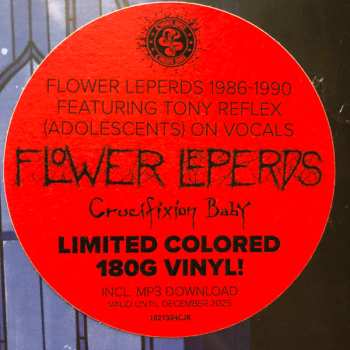 FLOWER LEPERDS 1986-1990
FEATURING TONY REFLEX
(ADOLESCENTS) ON VOCALS
FLOWER LEPERDS
Crucifixion Baby
LIMITED COLORED
180G VINYL!
INCL. MP3 DOWNLOAD
VALID UNTIL DECEMBER 2025